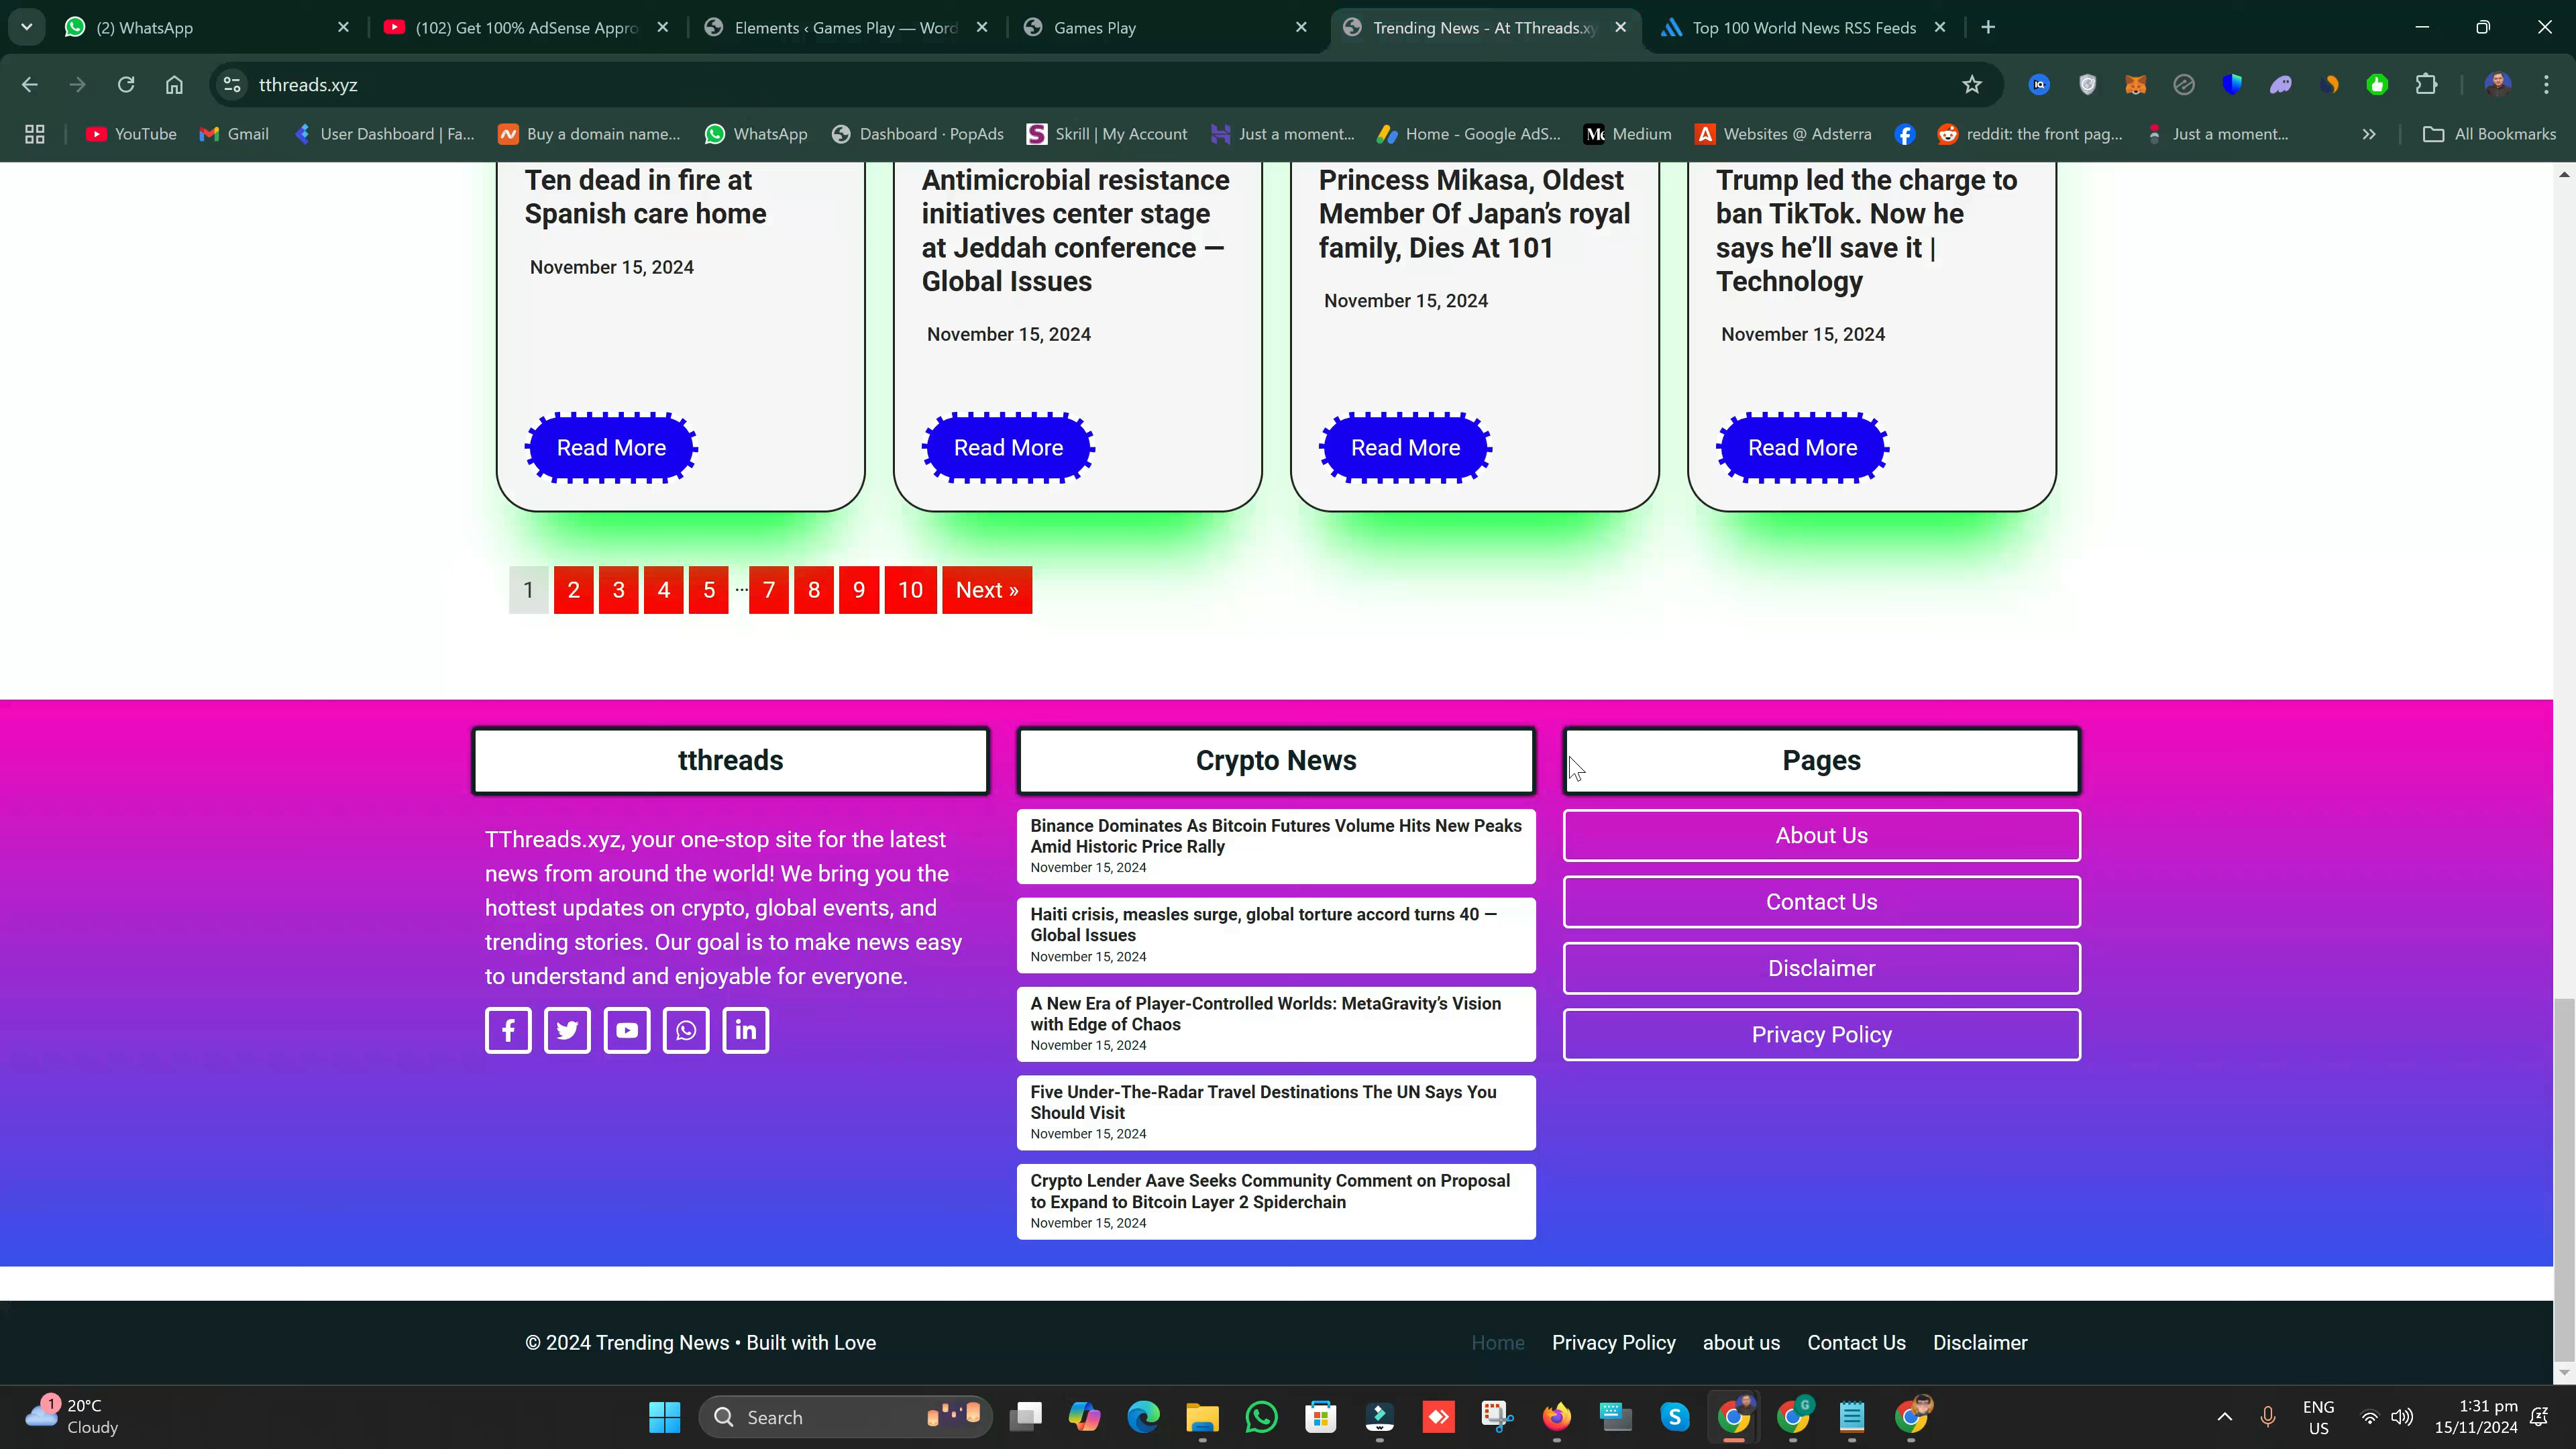 (2) WhatsApp
(102) Get 100% AdSense Appro
Elements ‹ Games Play — Word
Games Play
Trending News - At TThreads.xy
Top 100 World News RSS Feeds
tthreads.xyz
YouTube
Gmail
User Dashboard | Fa...
Buy a domain name...
WhatsApp
Dashboard · PopAds
Skrill | My Account
Just a moment...
Home - Google AdS...
Medium
Websites @ Adsterra
reddit: the front pag...
Just a moment...
All Bookmarks
Ten dead in fire at
Spanish care home
November 15, 2024
Read More
Antimicrobial resistance
initiatives center stage
at Jeddah conference —
Global Issues
November 15, 2024
Read More
Princess Mikasa, Oldest
Member Of Japan’s royal
family, Dies At 101
November 15, 2024
Read More
Trump led the charge to
ban TikTok. Now he
says he’ll save it |
Technology
November 15, 2024
Read More
1 2 3 4 5 ... 7 8 9 10 Next »
tthreads
TThreads.xyz, your one-stop site for the latest
news from around the world! We bring you the
hottest updates on crypto, global events, and
trending stories. Our goal is to make news easy
to understand and enjoyable for everyone.
Crypto News
Binance Dominates As Bitcoin Futures Volume Hits New Peaks
Amid Historic Price Rally
November 15, 2024
Haiti crisis, measles surge, global torture accord turns 40 —
Global Issues
November 15, 2024
A New Era of Player-Controlled Worlds: MetaGravity’s Vision
with Edge of Chaos
November 15, 2024
Five Under-The-Radar Travel Destinations The UN Says You
Should Visit
November 15, 2024
Crypto Lender Aave Seeks Community Comment on Proposal
to Expand to Bitcoin Layer 2 Spiderchain
November 15, 2024
Pages
About Us
Contact Us
Disclaimer
Privacy Policy
© 2024 Trending News • Built with Love
Home Privacy Policy about us Contact Us Disclaimer
1
20°C
Cloudy
Search
ENG
US
1:31 pm
15/11/2024